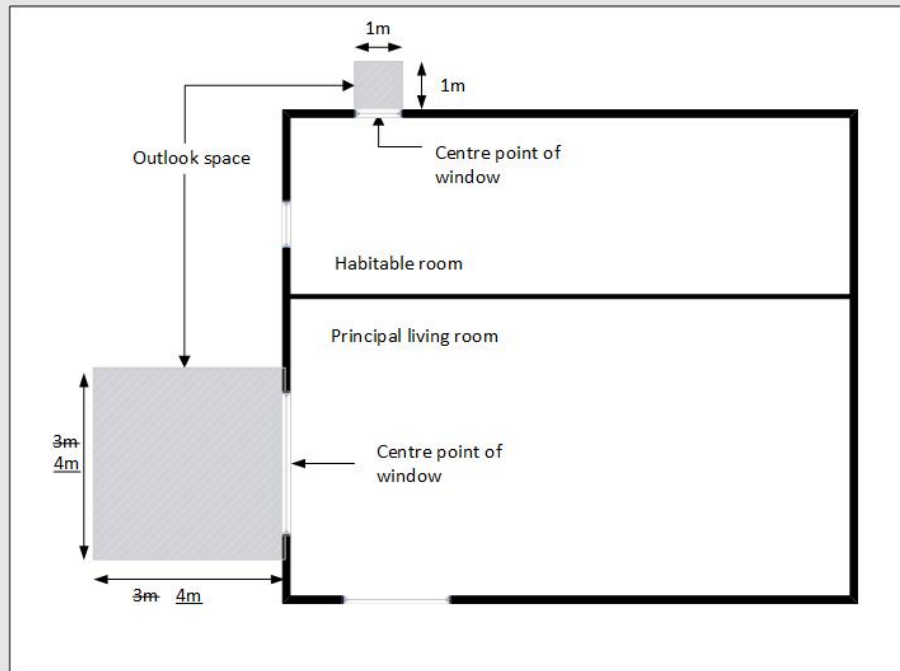 1m
1m
Outlook space
Centre point of
window
Habitable room
Principal living room
3m
4m
Centre point of
window
3m 4m